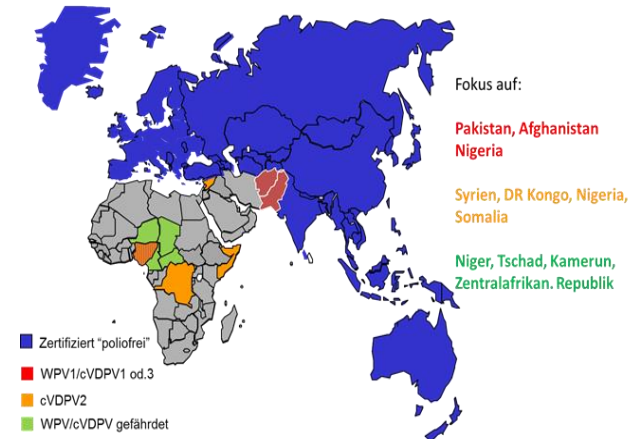 Fokus auf:
Pakistan, Afghanistan
Nigeria
Syrien, DR Kongo, Nigeria,
Somalia
Niger, Tschad, Kamerun,
Zentralafrikan. Republik
Zertifiziert “poliofrei”
WPV1/cVDPV1 od.3
cVDPV2
WPV/cVDPV gefährdet